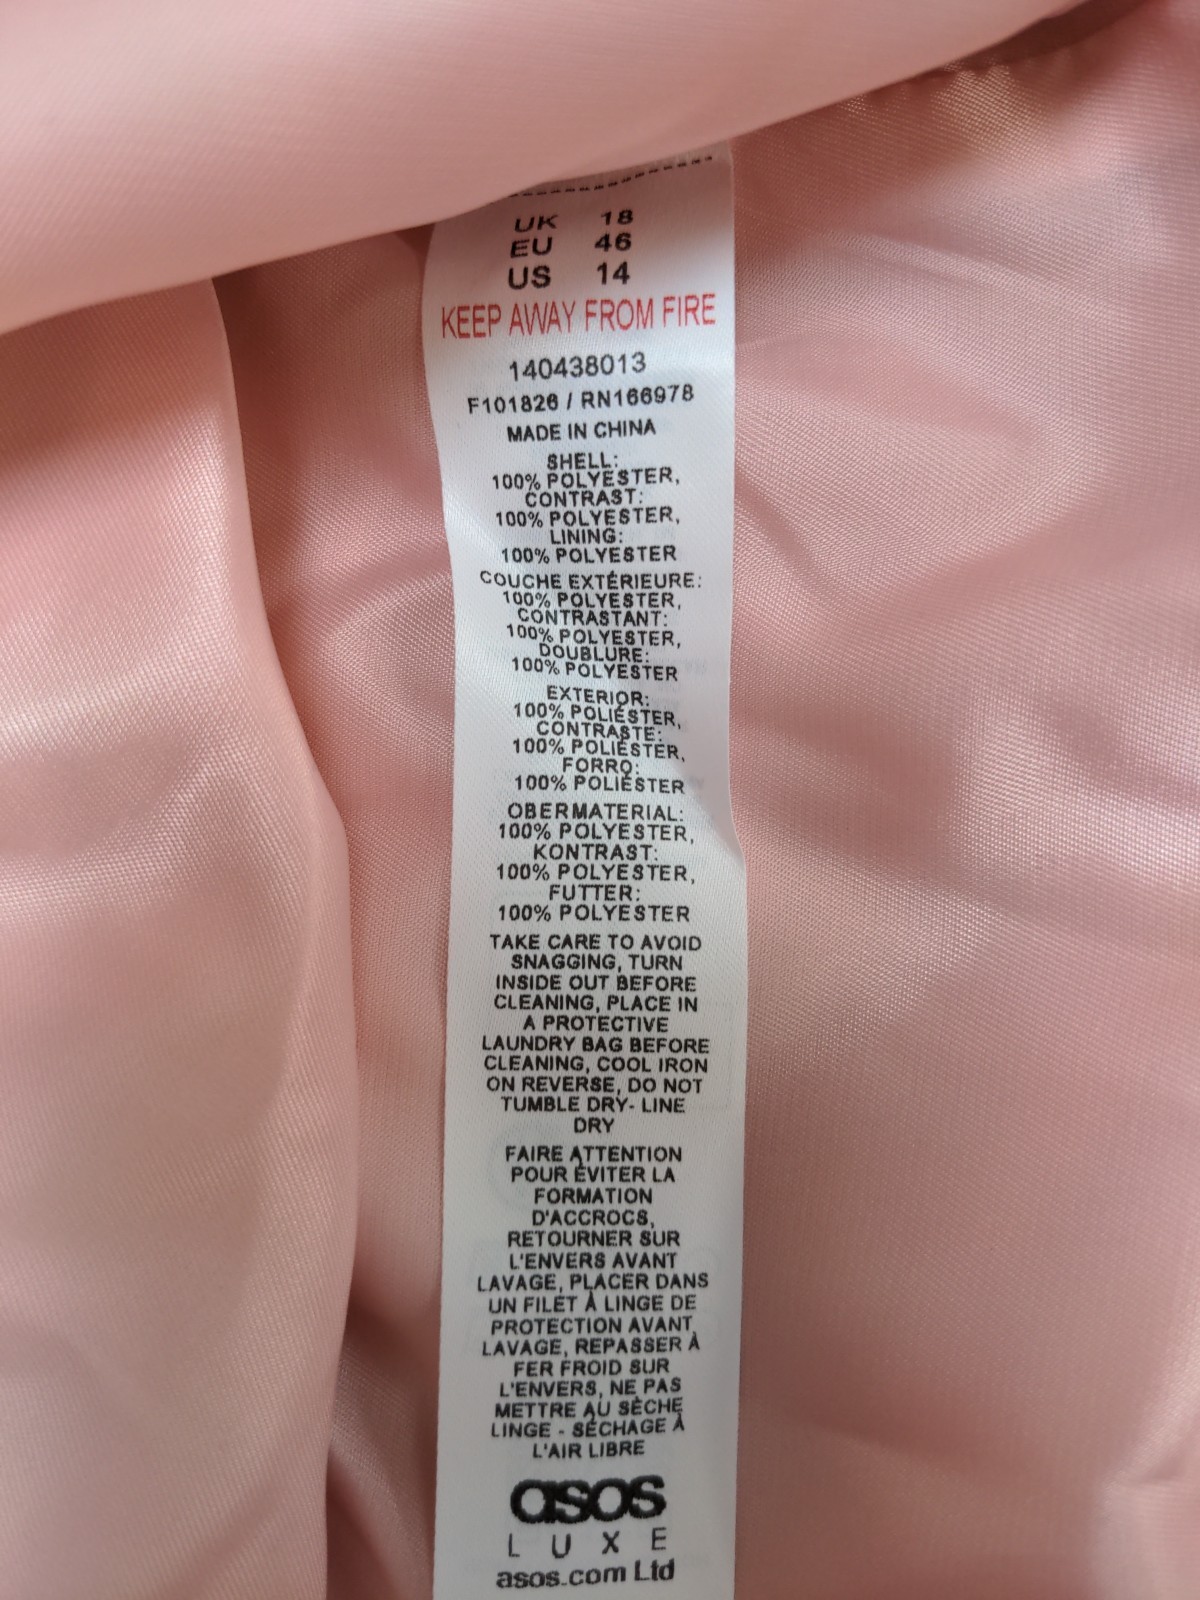 UK 18
EU 46
US 14
KEEP AWAY FROM FIRE
140438013
F101826 / RN166978
MADE IN CHINA
SHELL:
100% POLYESTER,
CONTRAST:
100% POLYESTER,
LINING:
100% POLYESTER
COUCHE EXTÉRIEURE:
100% POLYESTER,
CONTRASTANT:
100% POLYESTER,
DOUBLURE:
100% POLYESTER
EXTERIOR:
100% POLIÉSTER,
CONTRASTE:
100% POLIÉSTER,
FORRO:
100% POLIÉSTER
OBERMATERIAL:
100% POLYESTER,
KONTRAST:
100% POLYESTER,
FUTTER:
100% POLYESTER
TAKE CARE TO AVOID
SNAGGING, TURN
INSIDE OUT BEFORE
CLEANING, PLACE IN
A PROTECTIVE
LAUNDRY BAG BEFORE
CLEANING, COOL IRON
ON REVERSE, DO NOT
TUMBLE DRY- LINE
DRY
FAIRE ATTENTION
POUR ÉVITER LA
FORMATION
D'ACCROCS,
RETOURNER SUR
L'ENVERS AVANT
LAVAGE, PLACER DANS
UN FILET À LINGE DE
PROTECTION AVANT
LAVAGE, REPASSER À
FER FROID SUR
L'ENVERS, NE PAS
METTRE AU SÈCHE
LINGE - SÉCHAGE À
L'AIR LIBRE
asos
LUXE
asos.com Ltd